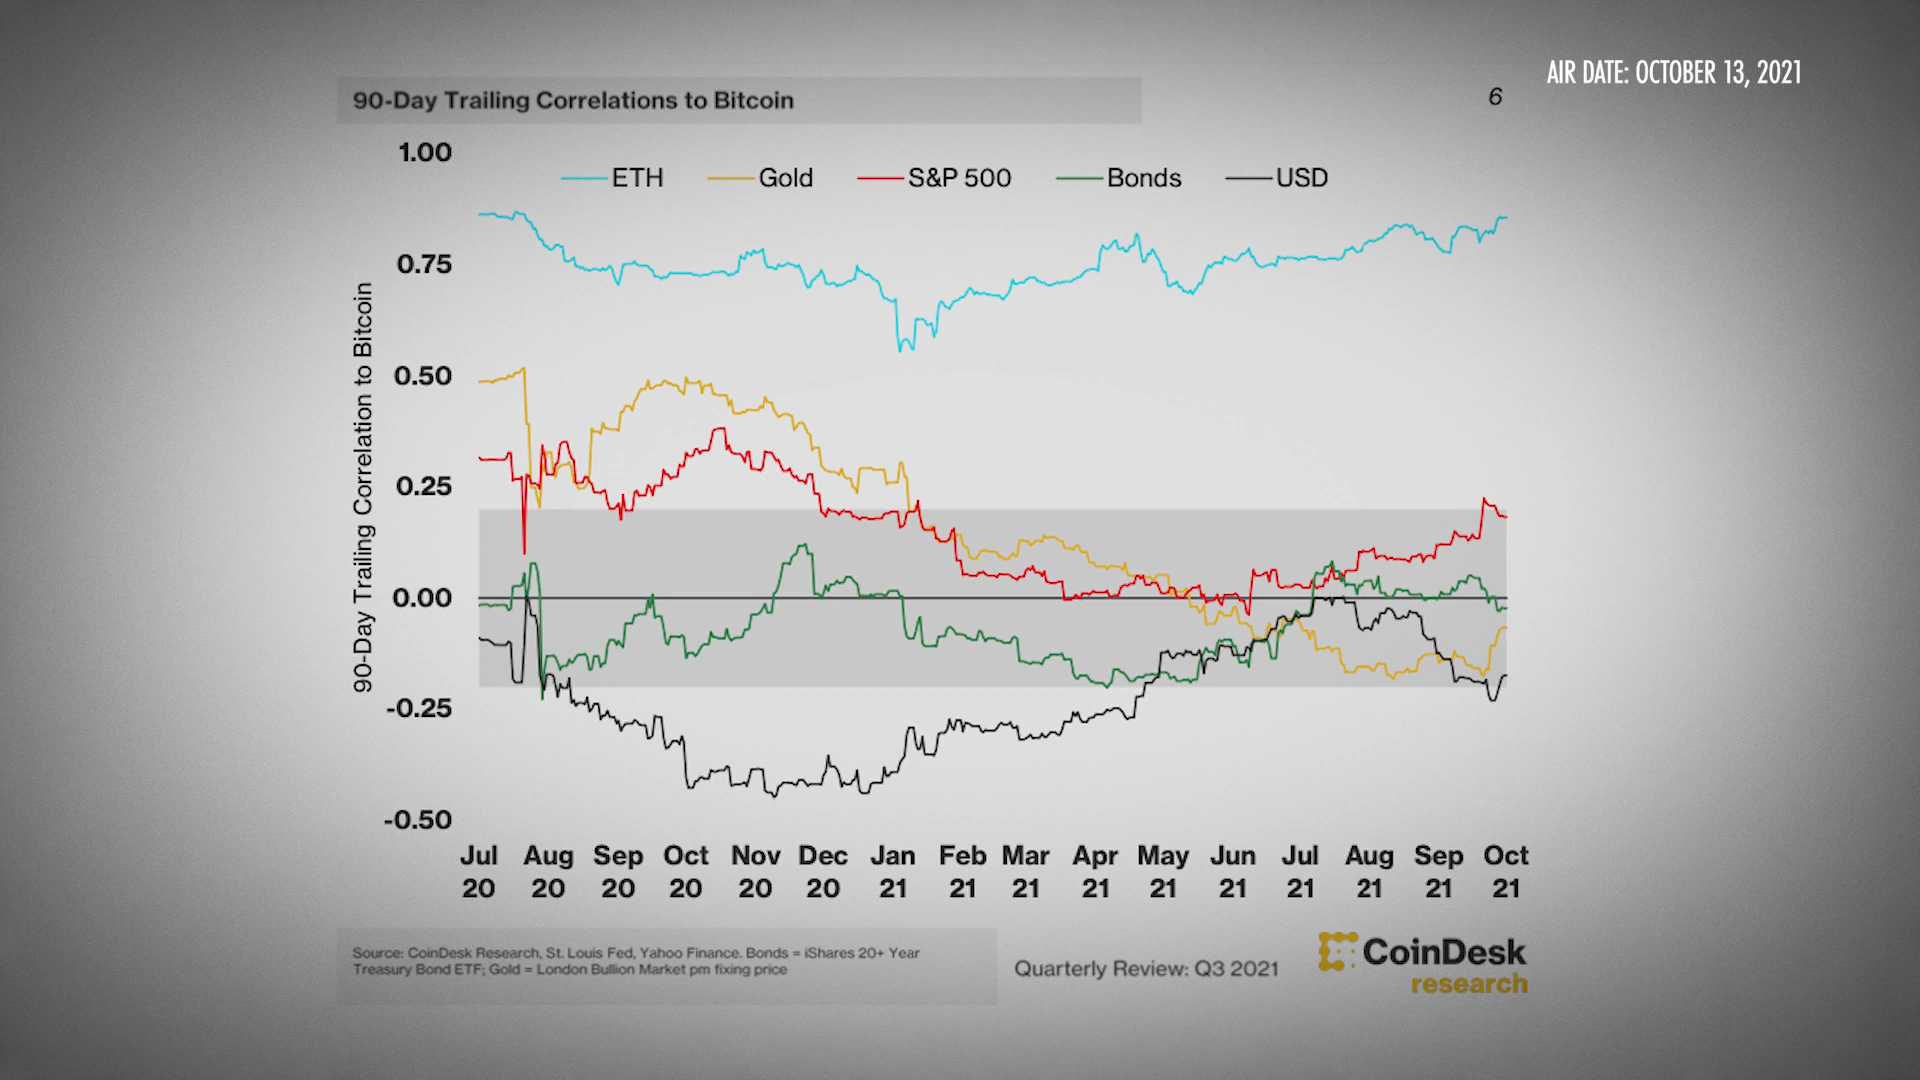 AIR DATE: OCTOBER 13, 2021
90-Day Trailing Correlations to Bitcoin
6
1.00
ETH Gold S&P 500 Bonds USD
0.75
0.50
0.25
0.00
-0.25
-0.50
90-Day Trailing Correlation to Bitcoin
Jul Aug Sep Oct Nov Dec Jan Feb Mar Apr May Jun Jul Aug Sep Oct
20 20 20 20 20 20 21 21 21 21 21 21 21 21 21 21
Source: CoinDesk Research, St. Louis Fed, Yahoo Finance. Bonds = iShares 20+ Year
Treasury Bond ETF; Gold = London Bullion Market pm fixing price
Quarterly Review: Q3 2021
CoinDesk
research